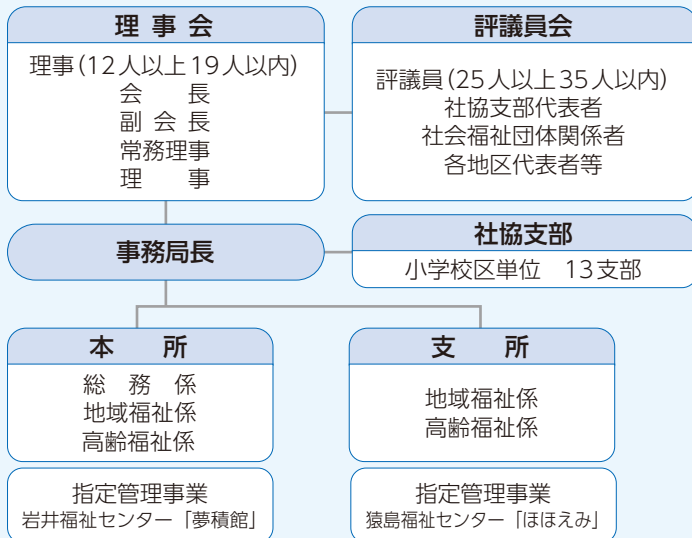 理事会
理事(12人以上19人以内)
会　　長
副会長
常務理事
理　　事
評議員会
評議員(25人以上35人以内)
社協支部代表者
社会福祉団体関係者
各地区代表者等
事務局長
社協支部
小学校区単位　13支部
本　所
総務係
地域福祉係
高齢福祉係
指定管理事業
岩井福祉センター「夢積館」
支　所
地域福祉係
高齢福祉係
指定管理事業
猿島福祉センター「ほほえみ」